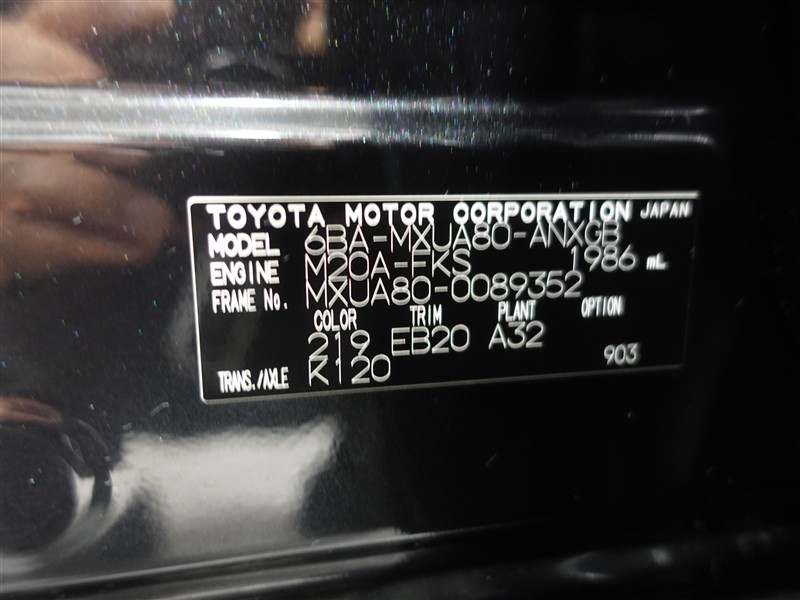 TOYOTA MOTOR CORPORATION JAPAN
MODEL 6BA-MXUA80-ANXGB
ENGINE M20A-FKS 1986 mL
FRAME No. MXUA80-0089352
COLOR TRIM PLANT OPTION
219 EB20 A32
TRANS./AXLE K120 903